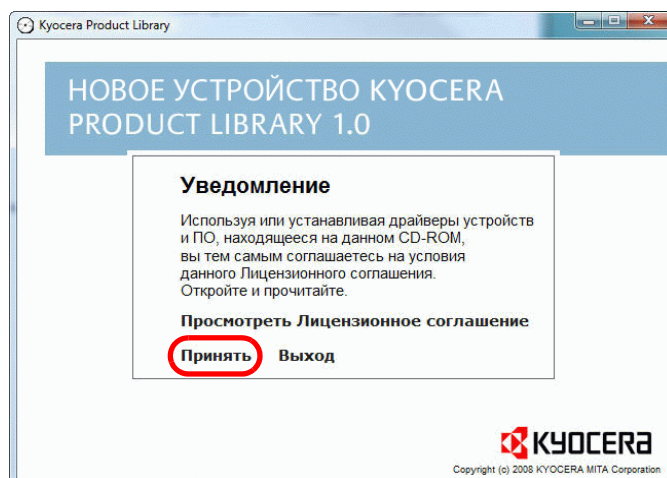 Kyocera Product Library
НОВОЕ УСТРОЙСТВО KYOCERA
PRODUCT LIBRARY 1.0
Уведомление
Используя или устанавливая драйверы устройств
и ПО, находящееся на данном CD-ROM,
вы тем самым соглашаетесь на условия
данного Лицензионного соглашения.
Откройте и прочитайте.
Просмотреть Лицензионное соглашение
Принять Выход
KYOCERA
Copyright (c) 2008 KYOCERA MITA Corporation